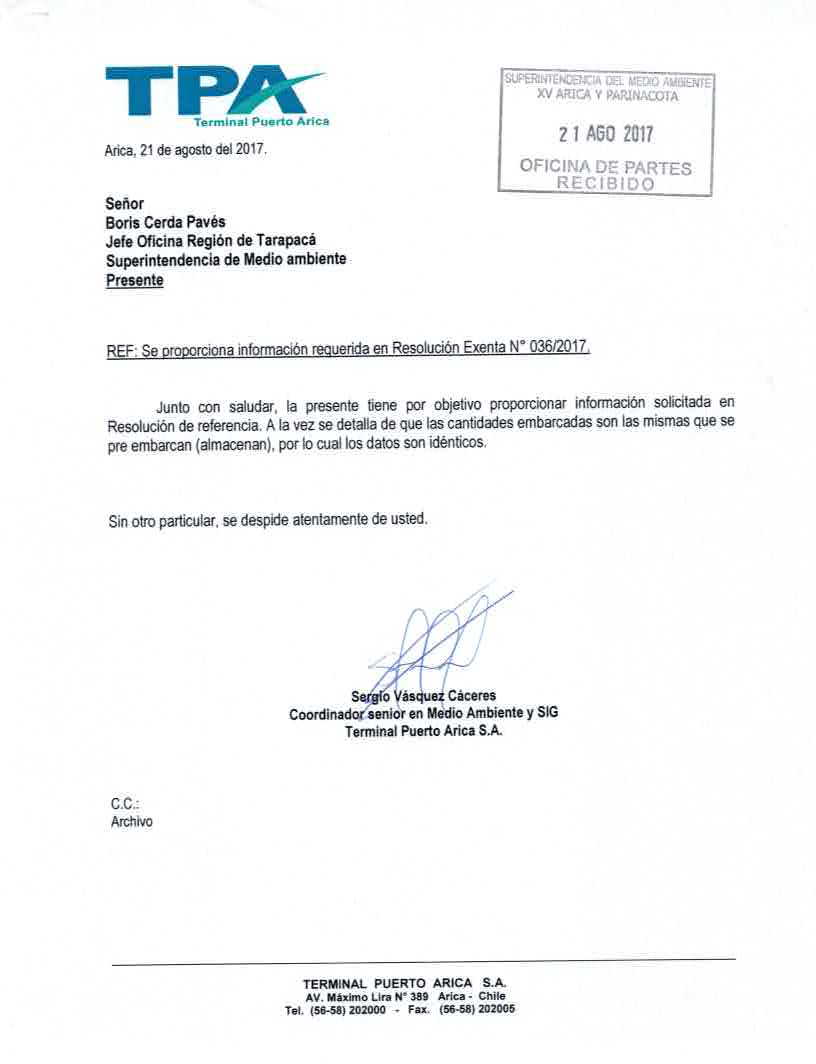 TPA
Terminal Puerto Arica
SUPERINTENDENCIA DEL MEDIO AMBIENTE
XV ARICA Y PARINACOTA
21 AGO 2017
OFICINA DE PARTES
RECIBIDO
Arica, 21 de agosto del 2017.
Señor
Boris Cerda Pavés
Jefe Oficina Región de Tarapacá
Superintendencia de Medio ambiente
Presente
REF: Se proporciona información requerida en Resolución Exenta N° 036/2017.
Junto con saludar, la presente tiene por objetivo proporcionar información solicitada en
Resolución de referencia. A la vez se detalla de que las cantidades embarcadas son las mismas que se
pre embarcan (almacenan), por lo cual los datos son idénticos.
Sin otro particular, se despide atentamente de usted.
Sergio Vásquez Cáceres
Coordinador senior en Medio Ambiente y SIG
Terminal Puerto Arica S.A.
C.C.:
Archivo
TERMINAL PUERTO ARICA S.A.
AV. Máximo Lira N° 389 Arica - Chile
Tel. (56-58) 202000 - Fax. (56-58) 202005